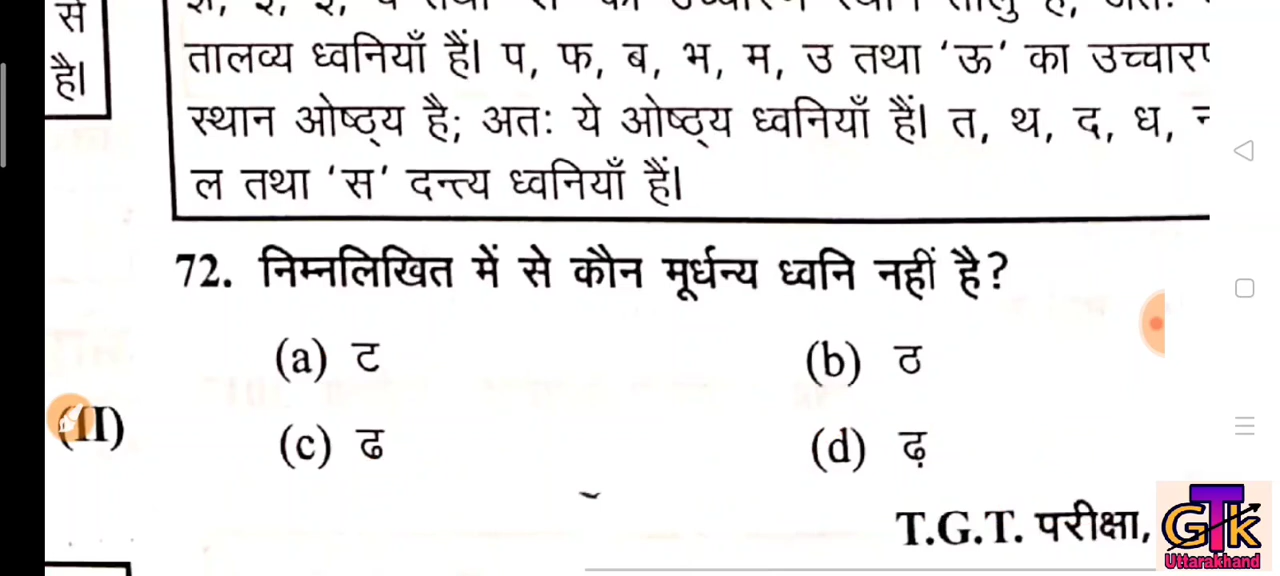 से
है।
तालव्य ध्वनियाँ हैं। प, फ, ब, भ, म, उ तथा 'ऊ' का
स्थान ओष्ठ्य है; अतः ये ओष्ठ्य ध्वनियाँ हैं। त, थ, द, ध,
ल तथा 'स' दन्त्य ध्वनियाँ हैं।
72. निम्नलिखित में से कौन मूर्धन्य ध्वनि नहीं है?
(a) ट (b) ठ
(II)
(c) ढ (d) ढ़
T.G.T. परीक्षा,
GTk
Uttarakhand